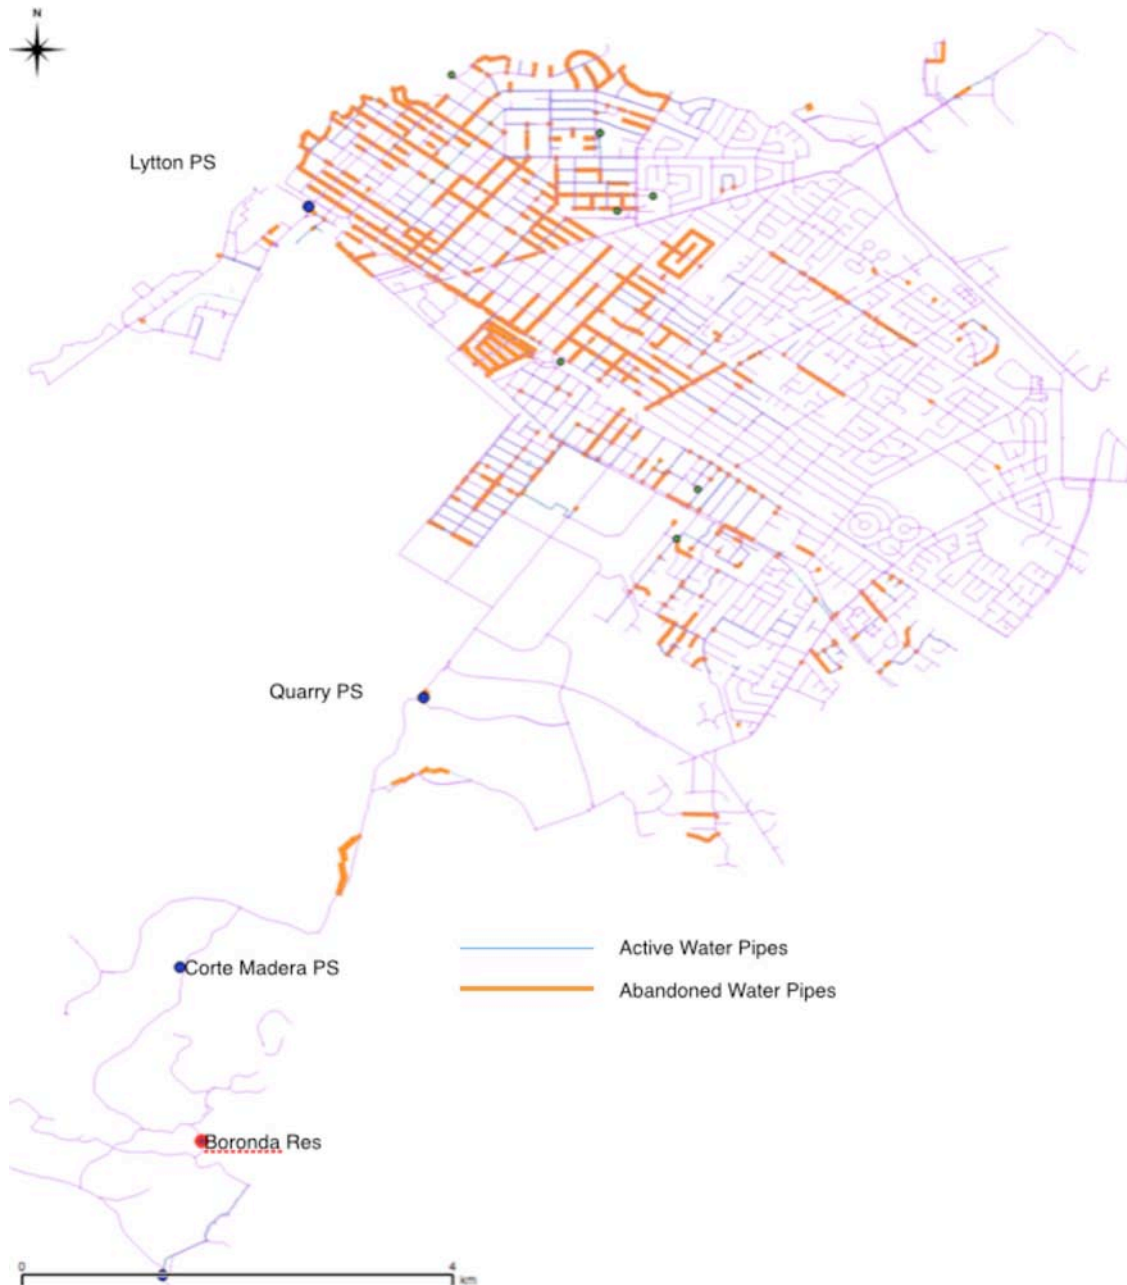 N
Lytton PS
Quarry PS
Active Water Pipes
Corte Madera PS
Abandoned Water Pipes
Boronda Res
0 4
km